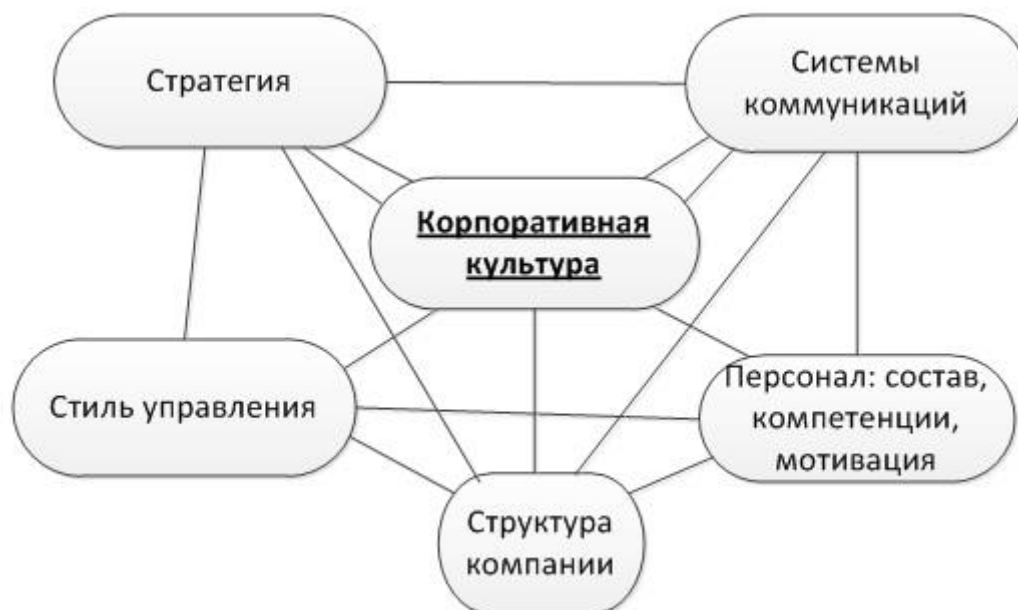 Стратегия
Системы
коммуникаций
Корпоративная
культура
Стиль управления
Персонал: состав,
компетенции,
мотивация
Структура
компании